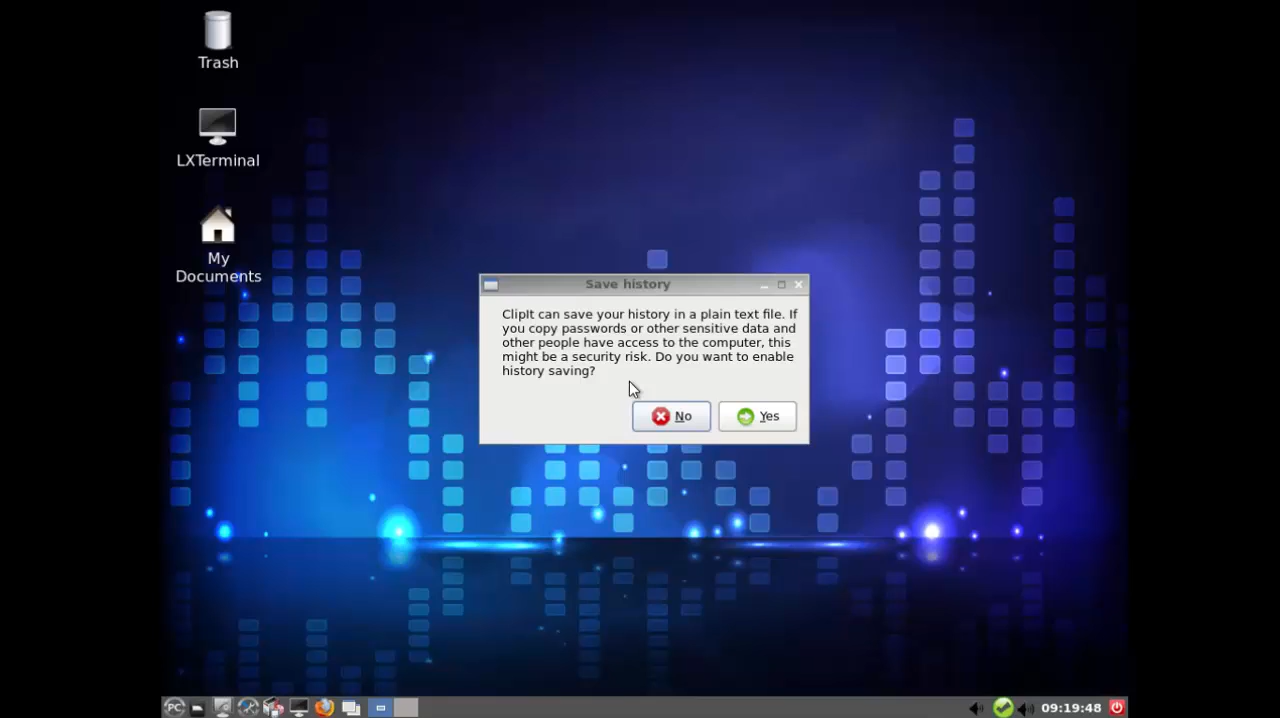 Trash
LXTerminal
My
Documents
Save history
ClipIt can save your history in a plain text file. If
you copy passwords or other sensitive data and
other people have access to the computer, this
might be a security risk. Do you want to enable
history saving?
No
Yes
PC
09:19:48